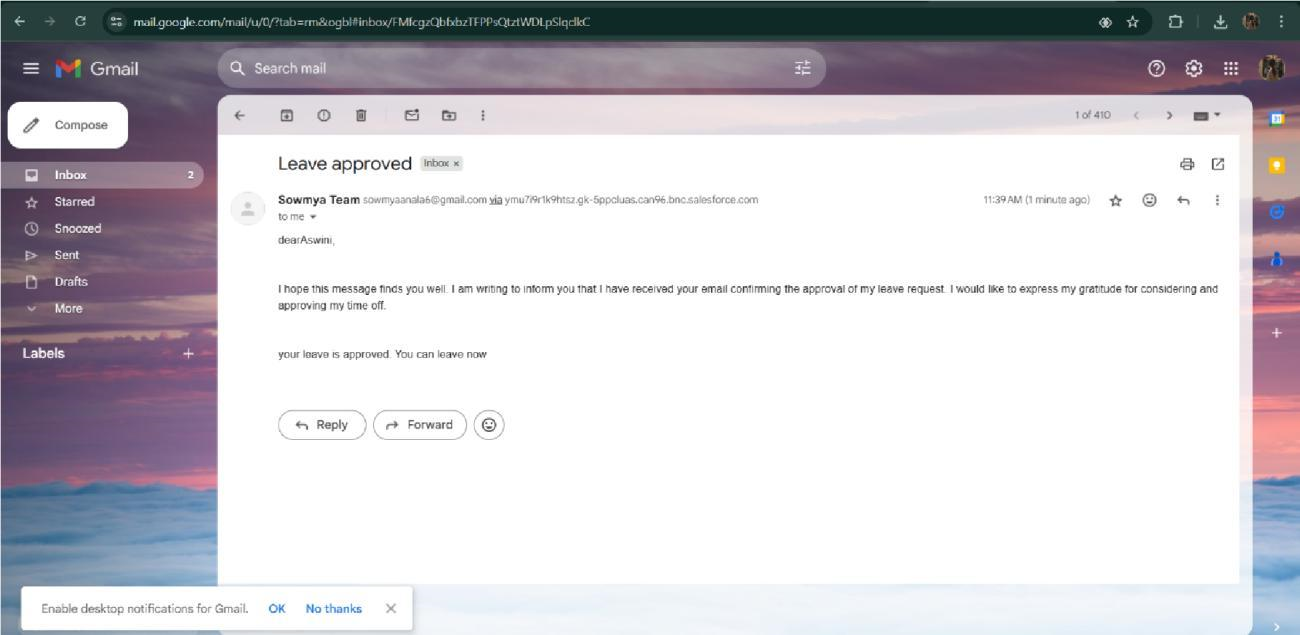 mail.google.com/mail/u/0/?tab=rm&ogbl#inbox/FMfcgzQbfxbzTFPPsQtztWDLpSlqclkC
Gmail
Search mail
Compose
1 of 410
Leave approved Inbox ×
Inbox 2
Starred
Snoozed
Sent
Drafts
More
Labels
Sowmya Team sowmyaanala6@gmail.com via ymu7i9r1k9htsz.gk-5ppcluas.can96.bnc.salesforce.com
11:39 AM (1 minute ago)
to me
dearAswini,
I hope this message finds you well. I am writing to inform you that I have received your email confirming the approval of my leave request. I would like to express my gratitude for considering and
approving my time off.
your leave is approved. You can leave now
Reply Forward
Enable desktop notifications for Gmail. OK No thanks
31